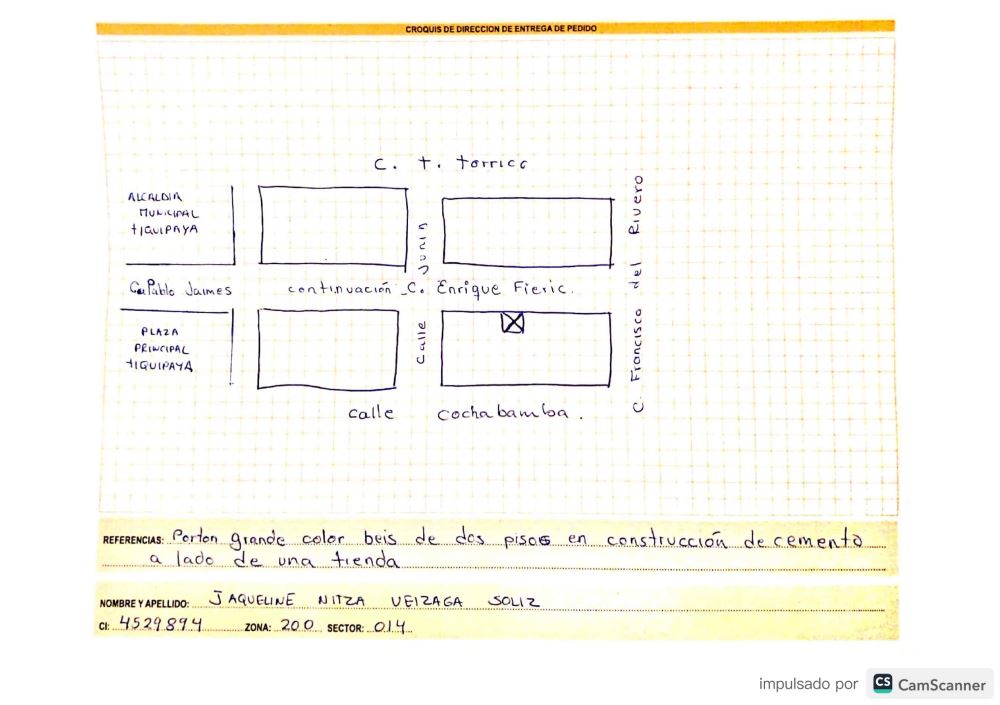 CROQUIS DE DIRECCION DE ENTREGA DE PEDIDO
C. T. Torrico
ALCALDIA
MUNICIPAL
TIQUIPAYA
Calle Junin
C. Francisco del Rivero
C. Pablo Jaimes
continuación C. Enrique Fieric.
PLAZA
PRINCIPAL
TIQUIPAYA
calle cochabamba.
REFERENCIAS: Porton grande color beis de dos pisos en construcción de cemento
a lado de una tienda
NOMBRE Y APELLIDO: JAQUELINE NITZA VEIZAGA SOLIZ
CI: 4529894 ZONA: 200 SECTOR: 014
impulsado por CS CamScanner